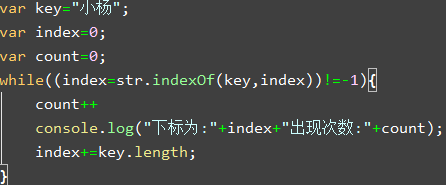 var key="小杨";
var index=0;
var count=0;
while((index=str.indexOf(key,index))!=-1){
count++
console.log("下标为:"+index+"出现次数:"+count);
index+=key.length;
}